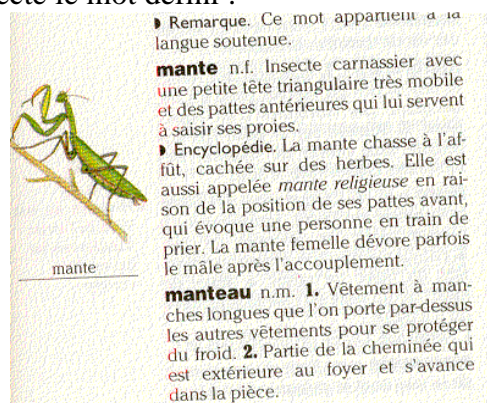 ecte le mot défini ?
▶ Remarque. Ce mot appartient à la
langue soutenue.
mante n.f. Insecte carnassier avec
une petite tête triangulaire très mobile
et des pattes antérieures qui lui servent
à saisir ses proies.
▶ Encyclopédie. La mante chasse à l'af-
fût, cachée sur des herbes. Elle est
aussi appelée mante religieuse en rai-
son de la position de ses pattes avant,
qui évoque une personne en train de
prier. La mante femelle dévore parfois
le mâle après l'accouplement.
mante
manteau n.m. 1. Vêtement à man-
ches longues que l'on porte par-dessus
les autres vêtements pour se protéger
du froid. 2. Partie de la cheminée qui
est extérieure au foyer et s'avance
dans la pièce.